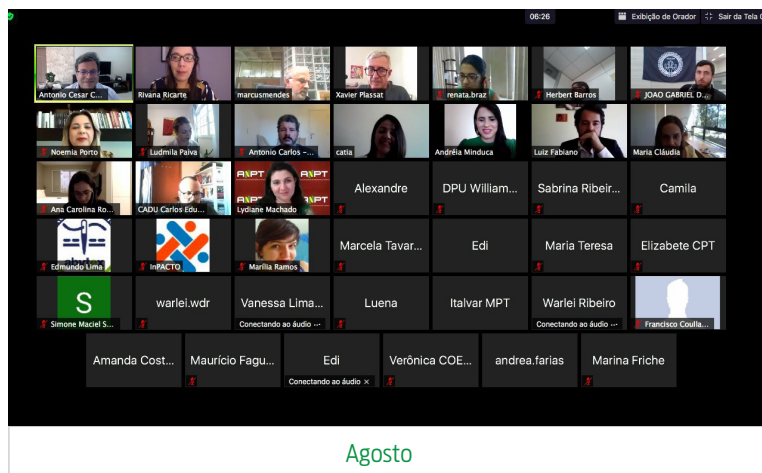 06:26 Exibição de Orador Sair da Tela
Antonio Cesar C... Rivana Ricarte marcusmendes Xavier Plassat renata.braz Herbert Barros JOAO GABRIEL D...
Noemia Porto Ludmila Paiva Antonio Carlos –... catia Andréia Minduca Luiz Fabiano Maria Cláudia
ANPT ANPT
Alexandre DPU William... Sabrina Ribeir... Camila
Ana Carolina Ro... CADU Carlos Edu... Lydiane Machado
Marcela Tavar... Edi Maria Teresa Elizabete CPT
Edmundo Lima InPACTO Marília Ramos
S warlei.wdr Vanessa Lima... Luena Italvar MPT Warlei Ribeiro
Simone Maciel S... Conectando ao áudio ··· Conectando ao áudio ··· Francisco Coulla...
Amanda Cost... Maurício Fagu... Edi Verônica COE... andrea.farias Marina Friche
Conectando ao áudio ×
Agosto